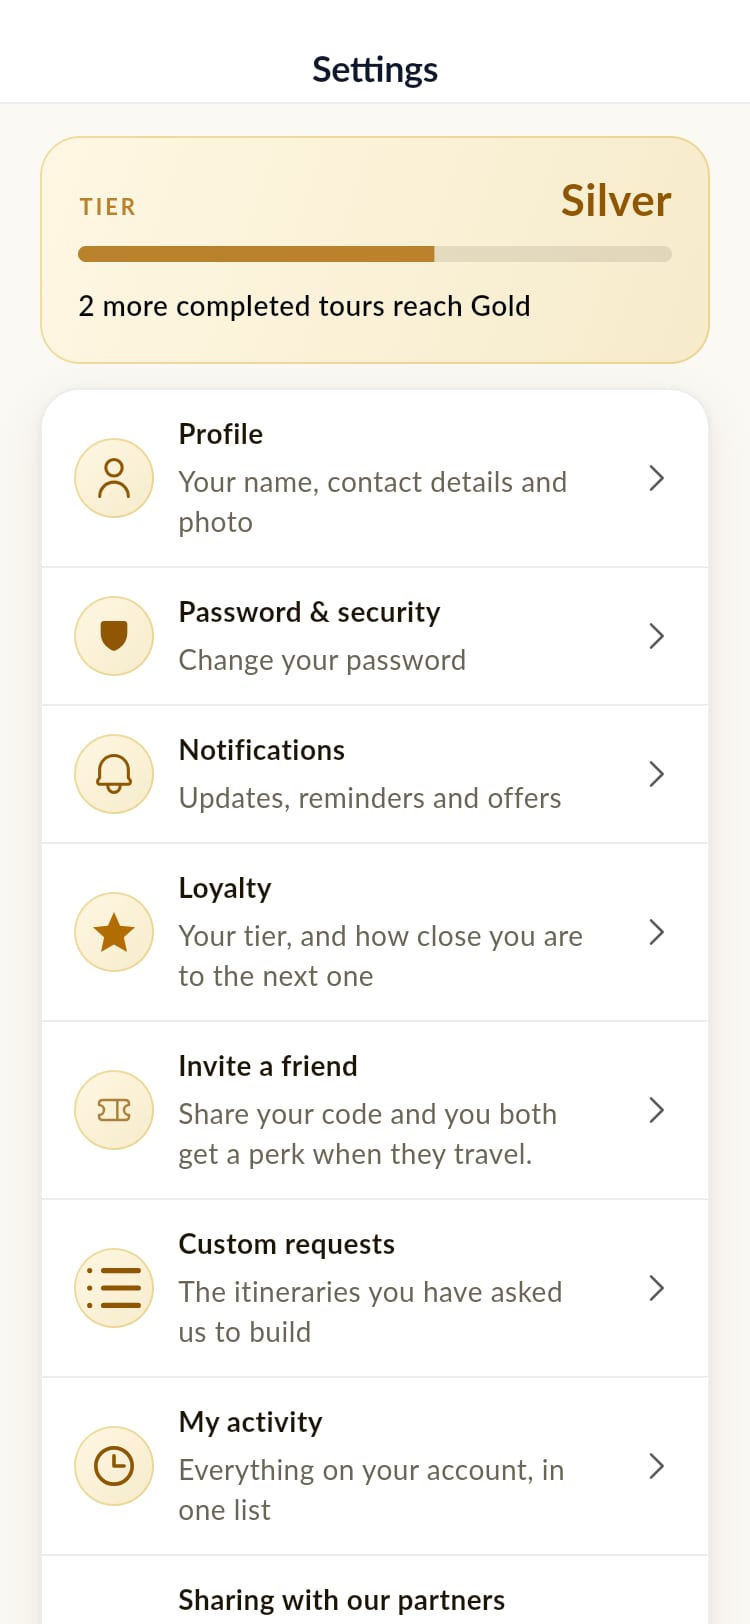 Settings
TIER
Silver
2 more completed tours reach Gold
Profile
Your name, contact details and
photo
Password & security
Change your password
Notifications
Updates, reminders and offers
Loyalty
Your tier, and how close you are
to the next one
Invite a friend
Share your code and you both
get a perk when they travel.
Custom requests
The itineraries you have asked
us to build
My activity
Everything on your account, in
one list
Sharing with our partners